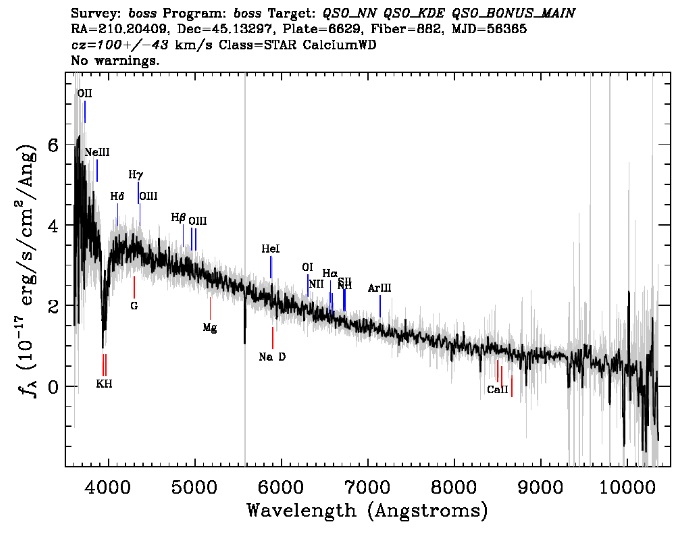 Survey: boss Program: boss Target: QSO_NN QSO_KDE QSO_BONUS_MAIN
RA=210.20409, Dec=45.13297, Plate=6629, Fiber=882, MJD=56365
cz=100+/-43 km/s Class=STAR CalciumWD
No warnings.
OII
NeIII
Hδ
Hγ
OIII
Hβ OIII
HeI
OI
NII
Hα
SII
ArIII
G
Mg
Na D
KH
CaII
6
4
2
0
fλ (10⁻¹⁷ erg/s/cm²/Ang)
4000 5000 6000 7000 8000 9000 10000
Wavelength (Angstroms)